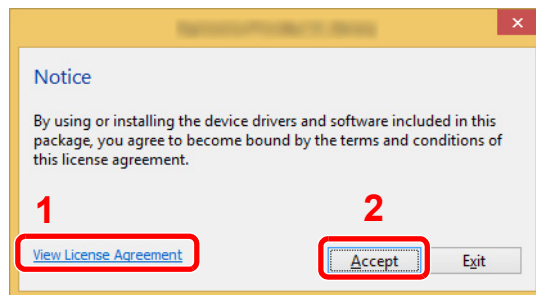 Notice
By using or installing the device drivers and software included in this
package, you agree to become bound by the terms and conditions of
this license agreement.
1
2
View License Agreement
Accept
Exit